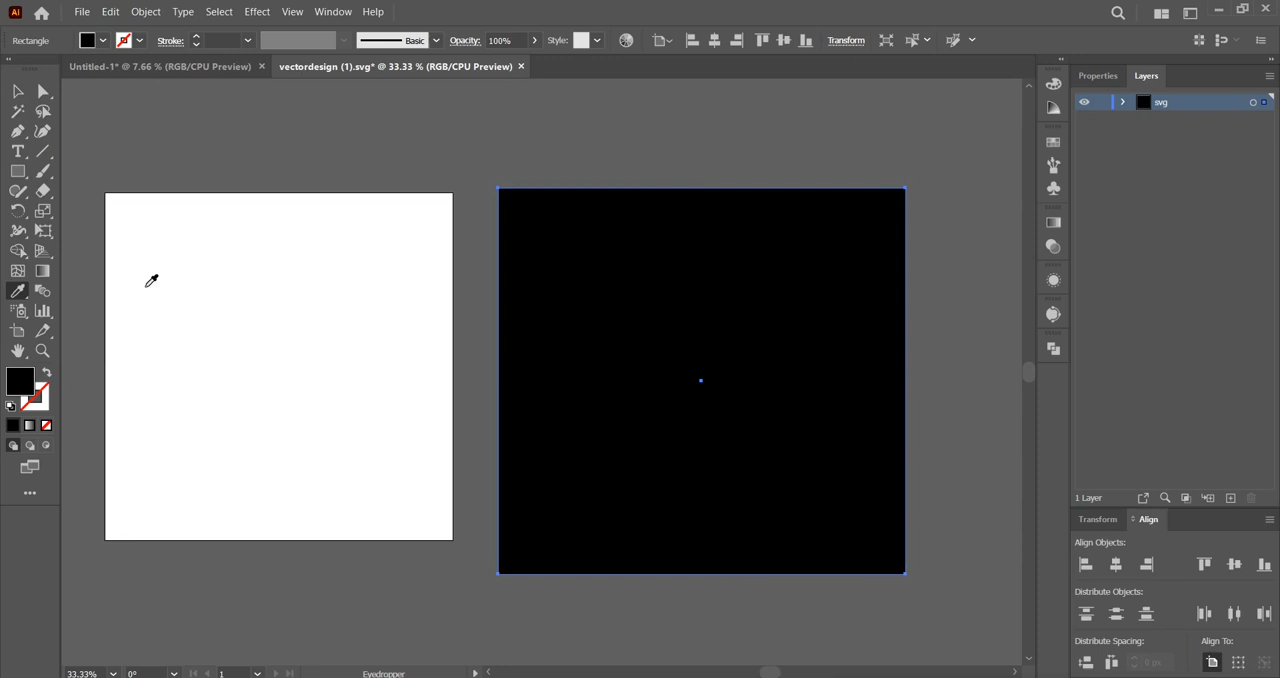 Ai File Edit Object Type Select Effect View Window Help
Rectangle Stroke: Basic Opacity: 100% Style: Transform
Untitled-1* @ 7.66 % (RGB/CPU Preview) vectordesign (1).svg* @ 33.33 % (RGB/CPU Preview)
Properties Layers
svg
1 Layer
Transform Align
Align Objects:
Distribute Objects:
Distribute Spacing: Align To:
0 px
33.33% 0° 1 Eyedropper